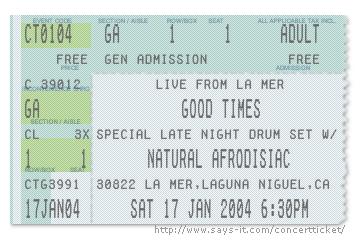 EVENT CODE SECTION / AISLE ROW/BOX SEAT ALL APPLICABLE TAX INCL.
CT0104 GA 1 1 ADULT
FREE GEN ADMISSION FREE
PRICE ADMISSION
C 39012 LIVE FROM LA MER
GA GOOD TIMES
SECTION / AISLE
CL 3X SPECIAL LATE NIGHT DRUM SET W/
1 1 NATURAL AFRODISIAC
ROW/BOX SEAT
CTG3991 30822 LA MER,LAGUNA NIGUEL,CA
17JAN04 SAT 17 JAN 2004 6:30PM
http://www.says-it.com/concertticket/